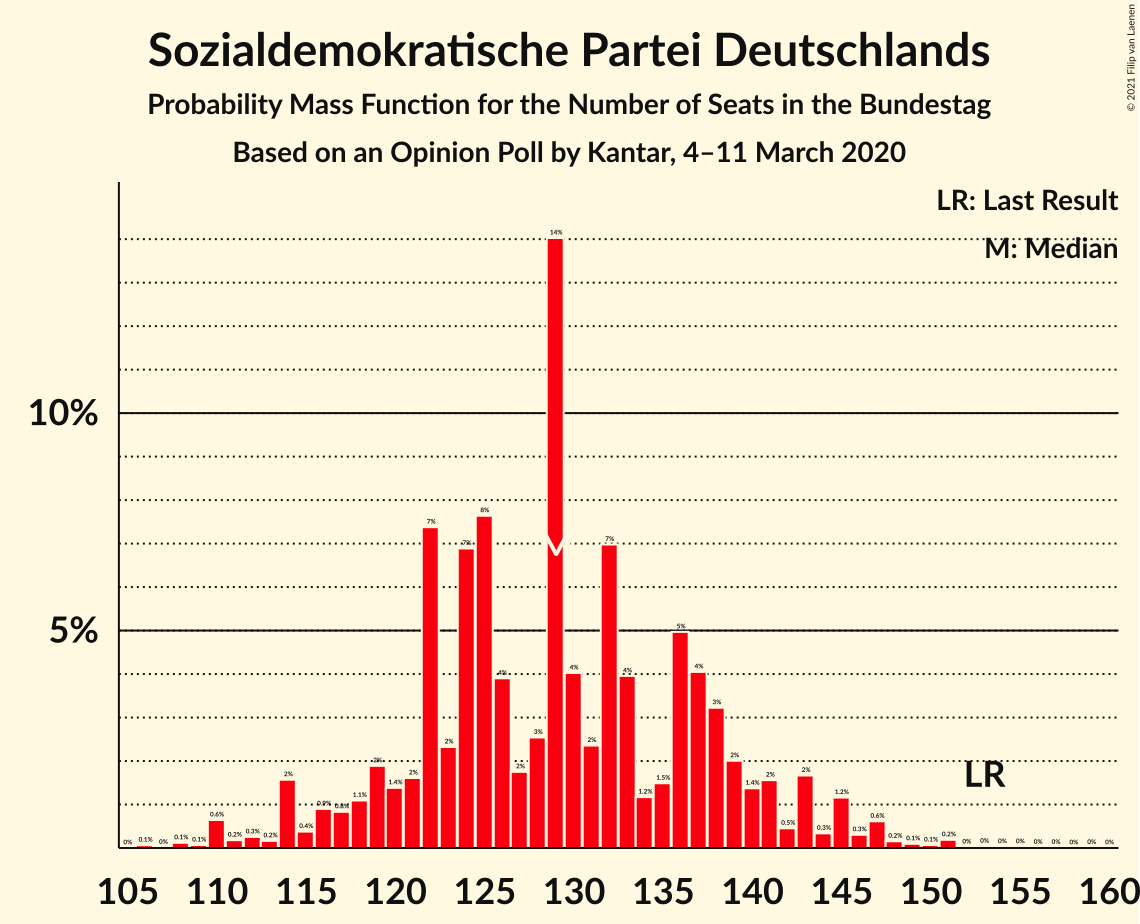 Sozialdemokratische Partei Deutschlands
Probability Mass Function for the Number of Seats in the Bundestag
Based on an Opinion Poll by Kantar, 4–11 March 2020
© 2021 Filip van Laenen
LR: Last Result
M: Median
10%
5%
0% 0.1% 0% 0.1% 0.1% 0.6% 0.2% 0.3% 0.2% 2% 0.4% 0.9% 0.8% 1.1% 2% 1.4% 2% 7% 2% 7% 8% 4% 2% 3% 14% 4% 2% 7% 4% 1.2% 1.5% 5% 4% 3% 2% 1.4% 2% 0.5% 2% 0.3% 1.2% 0.3% 0.6% 0.2% 0.1% 0.1% 0.2% 0% 0% 0% 0% 0% 0% 0% 0% 0%
LR
105 110 115 120 125 130 135 140 145 150 155 160